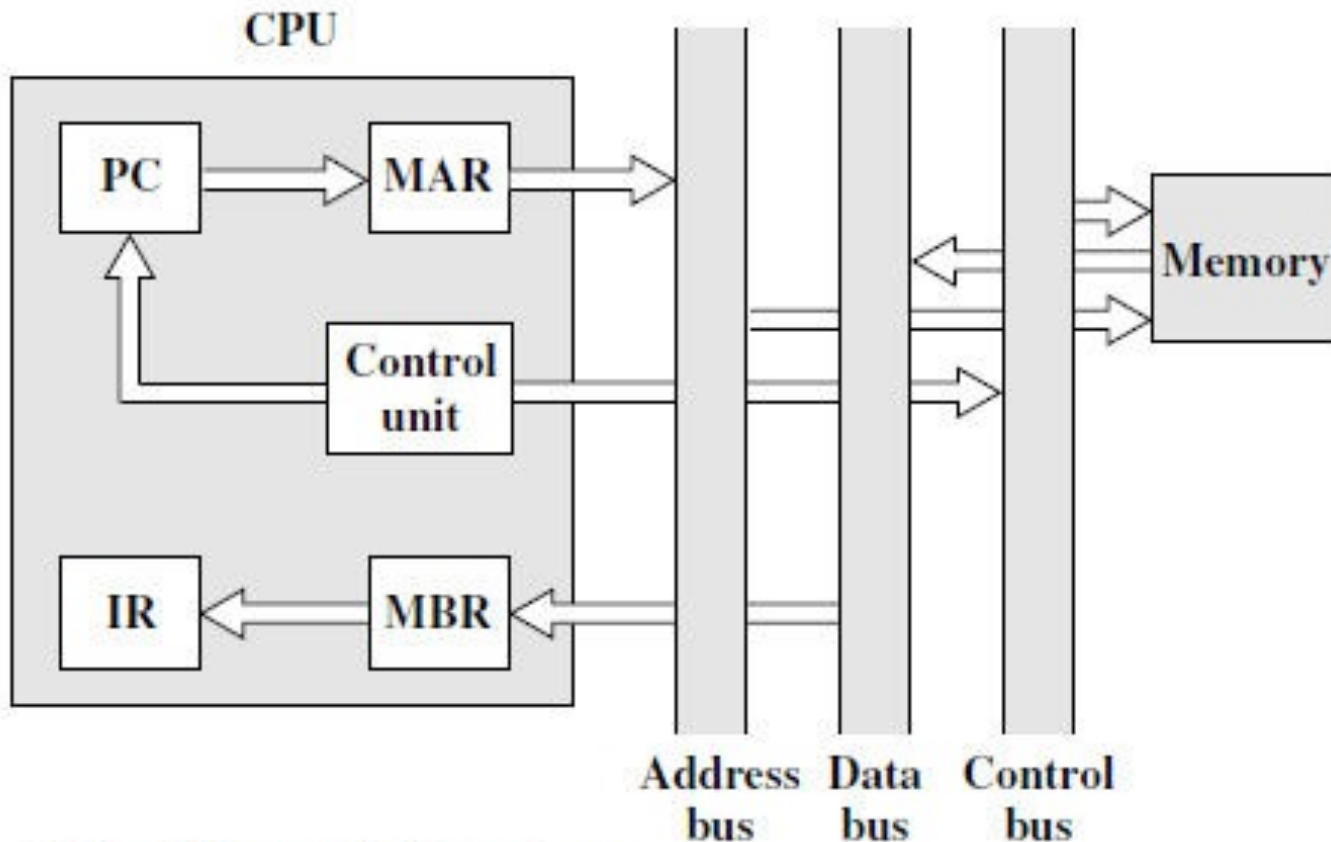 CPU
PC
MAR
Memory
Control
unit
IR
MBR
Address
bus
Data
bus
Control
bus